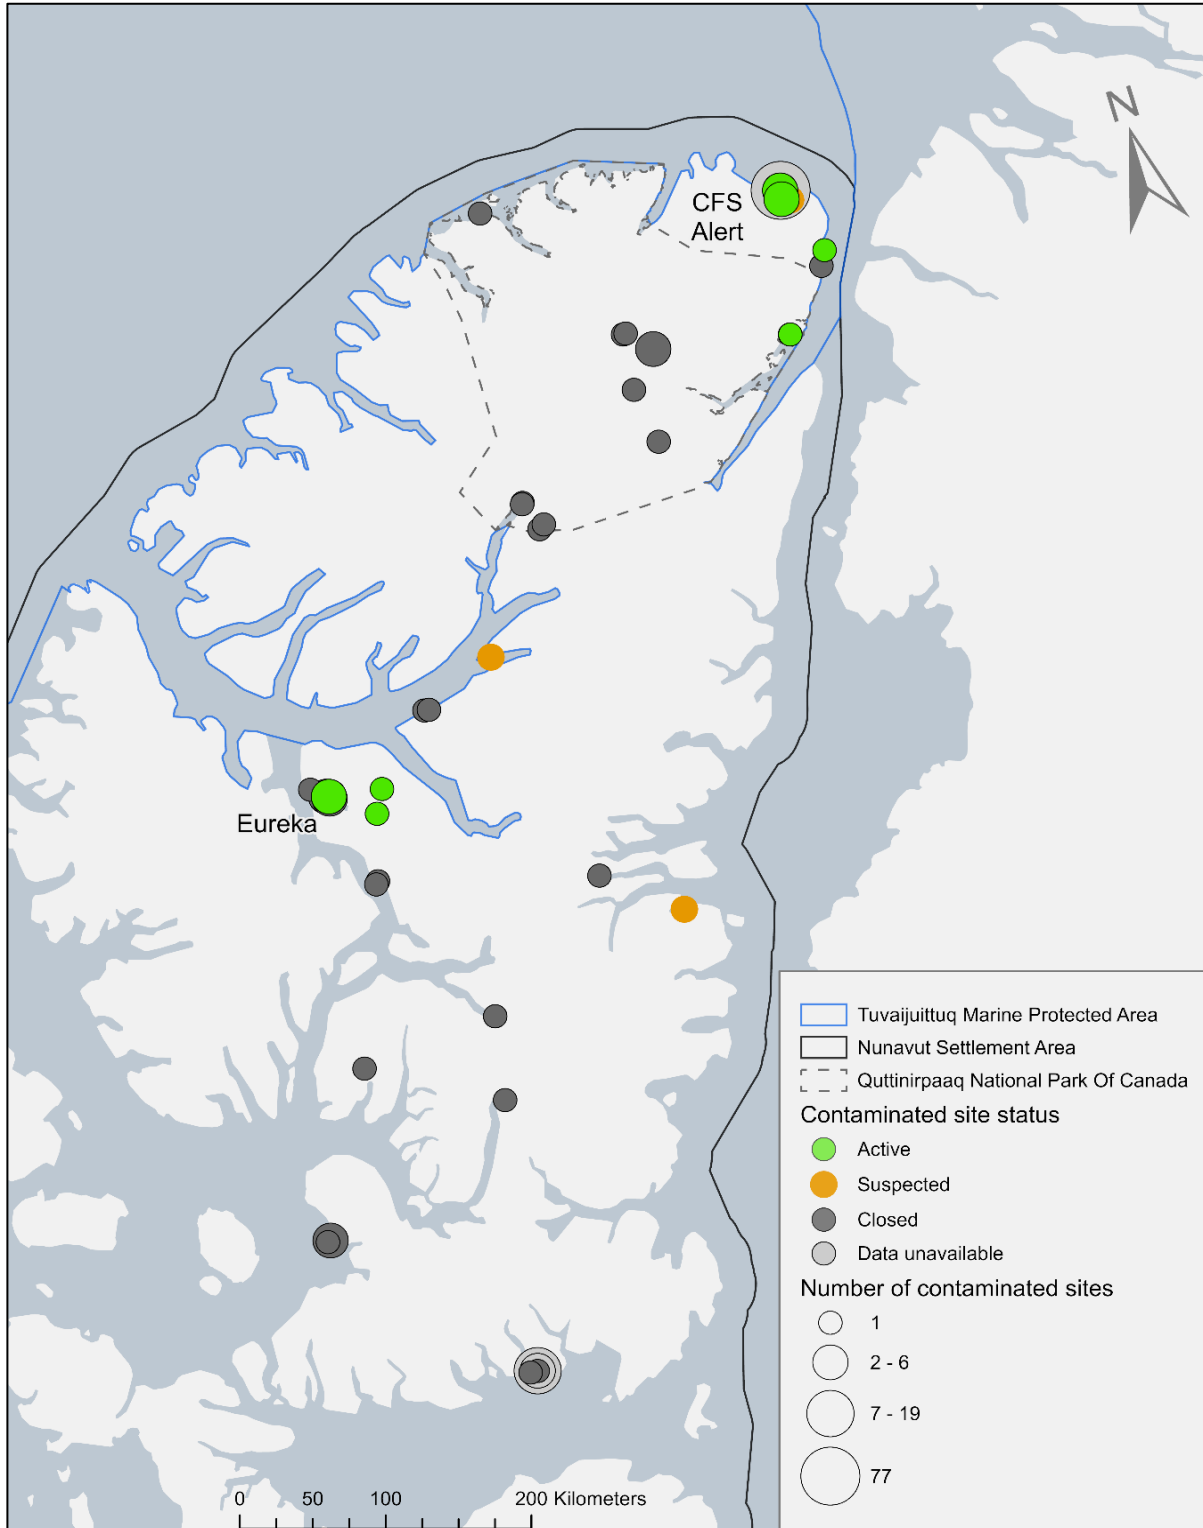 N
CFS
Alert
Eureka
Tuvaijuittuq Marine Protected Area
Nunavut Settlement Area
Quttinirpaaq National Park Of Canada
Contaminated site status
Active
Suspected
Closed
Data unavailable
Number of contaminated sites
1
2 - 6
7 - 19
77
0 50 100 200 Kilometers